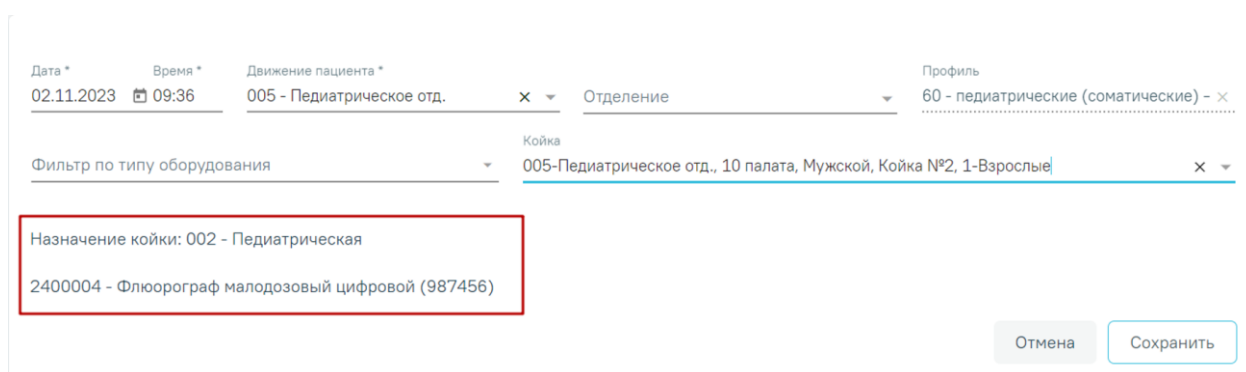 Дата * Время * Движение пациента * Профиль
02.11.2023 09:36 005 - Педиатрическое отд. Отделение 60 - педиатрические (соматические) -
Койка
Фильтр по типу оборудования 005-Педиатрическое отд., 10 палата, Мужской, Койка №2, 1-Взрослые
Назначение койки: 002 - Педиатрическая
2400004 - Флюорограф малодозовый цифровой (987456)
Отмена Сохранить